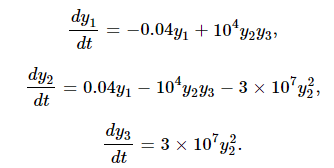 dy₁/dt = −0.04y₁ + 10⁴y₂y₃,
dy₂/dt = 0.04y₁ − 10⁴y₂y₃ − 3 × 10⁷y₂²,
dy₃/dt = 3 × 10⁷y₂².